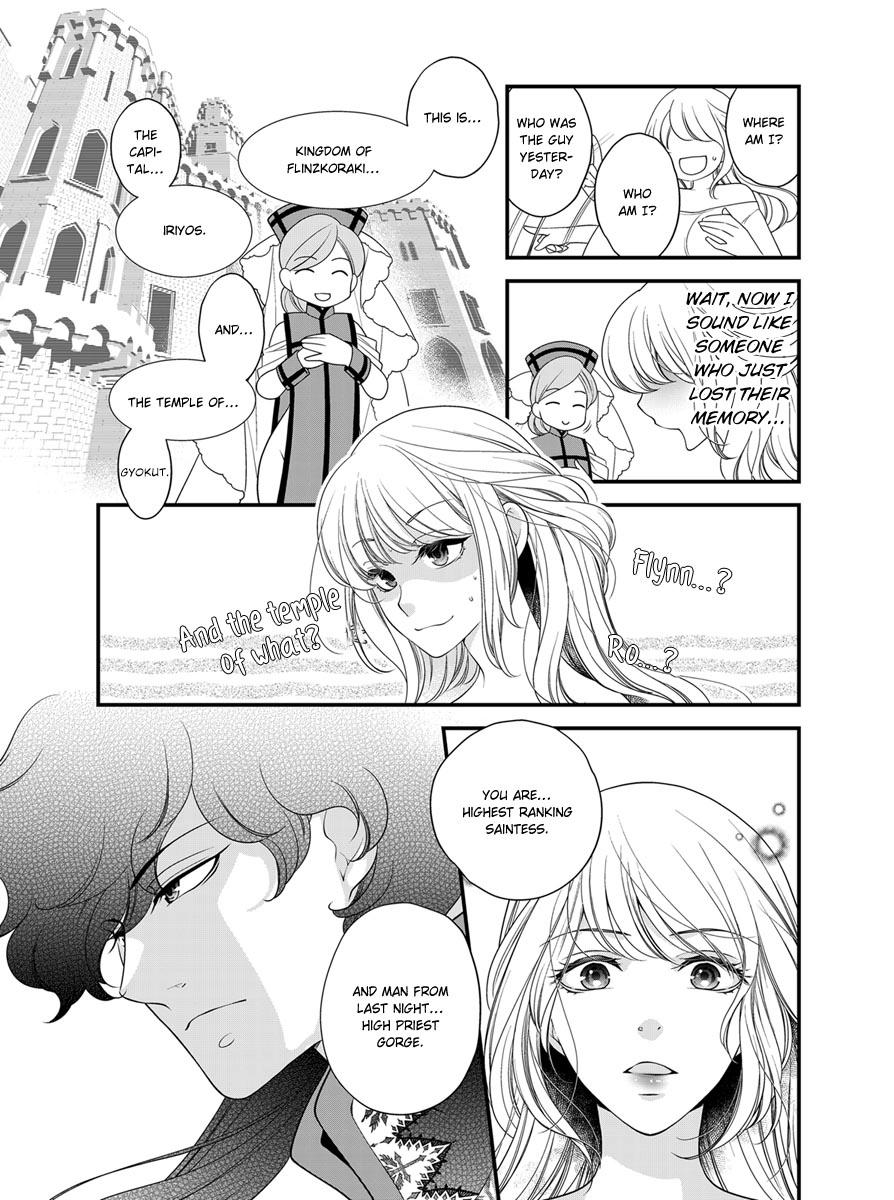 WHERE
AM I?
WHO
AM I?
WHO WAS
THE GUY
YESTER-
DAY?
WAIT, NOW I
SOUND LIKE
SOMEONE
WHO JUST
LOST THEIR
MEMORY...
THIS IS...
KINGDOM OF
FLINZKORAKI...
THE
CAPI-
TAL...
IRIYOS.
AND...
THE TEMPLE OF...
GYOKUT.
Flynn...?
Ro...?
And the temple
of what?
YOU ARE...
HIGHEST RANKING
SAINTESS.
AND MAN FROM
LAST NIGHT...
HIGH PRIEST
GORGE.